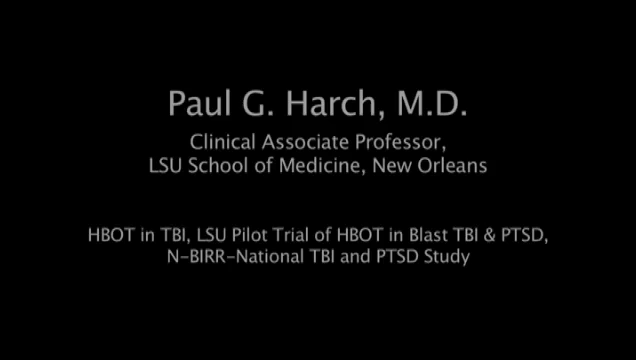 Paul G. Harch, M.D.
Clinical Associate Professor,
LSU School of Medicine, New Orleans
HBOT in TBI, LSU Pilot Trial of HBOT in Blast TBI & PTSD,
N-BIRR-National TBI and PTSD Study